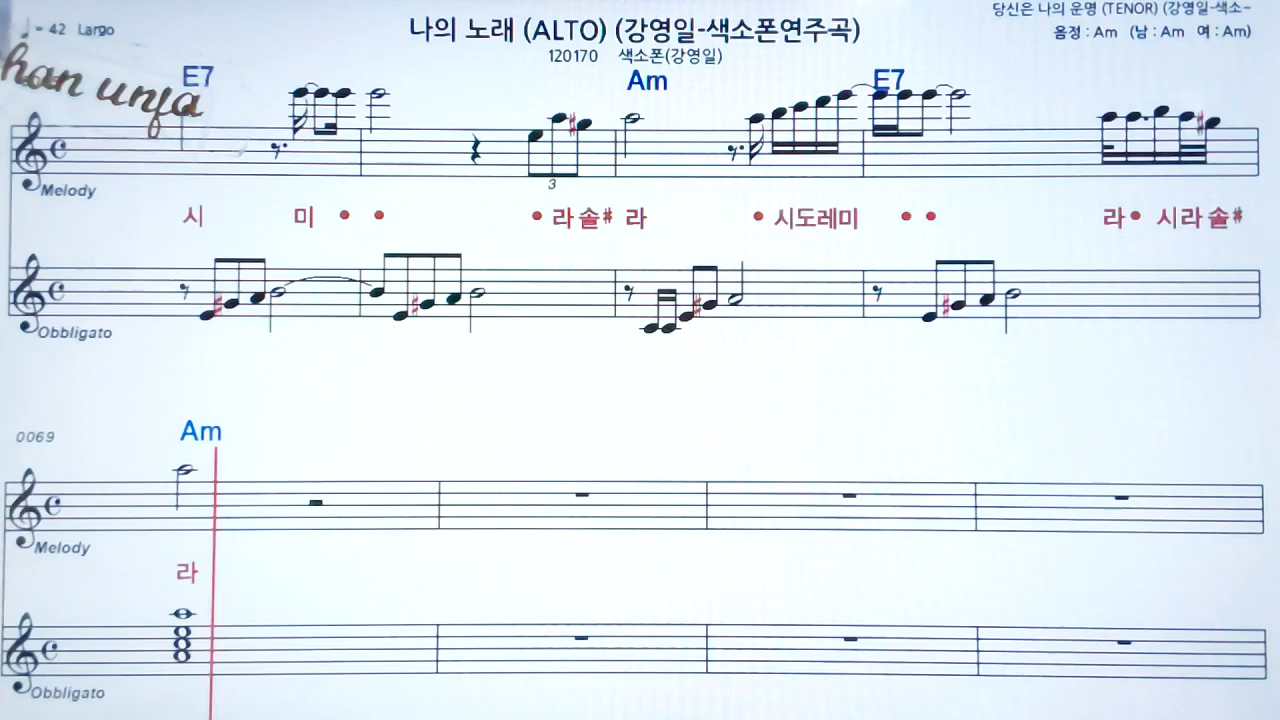 나의 노래 (ALTO) (강영일-색소폰연주곡)
당신은 나의 운명 (TENOR) (강영일-색소~
♩= 42 Largo
음정 : Am (남 : Am 여 : Am)
120170 색소폰(강영일)
han unja
E7 Am E7
Melody
3
시 미 • • • 라 솔# 라 • 시도레미 • • 라• 시라솔#
Obbligato
0069 Am
Melody
라
Obbligato